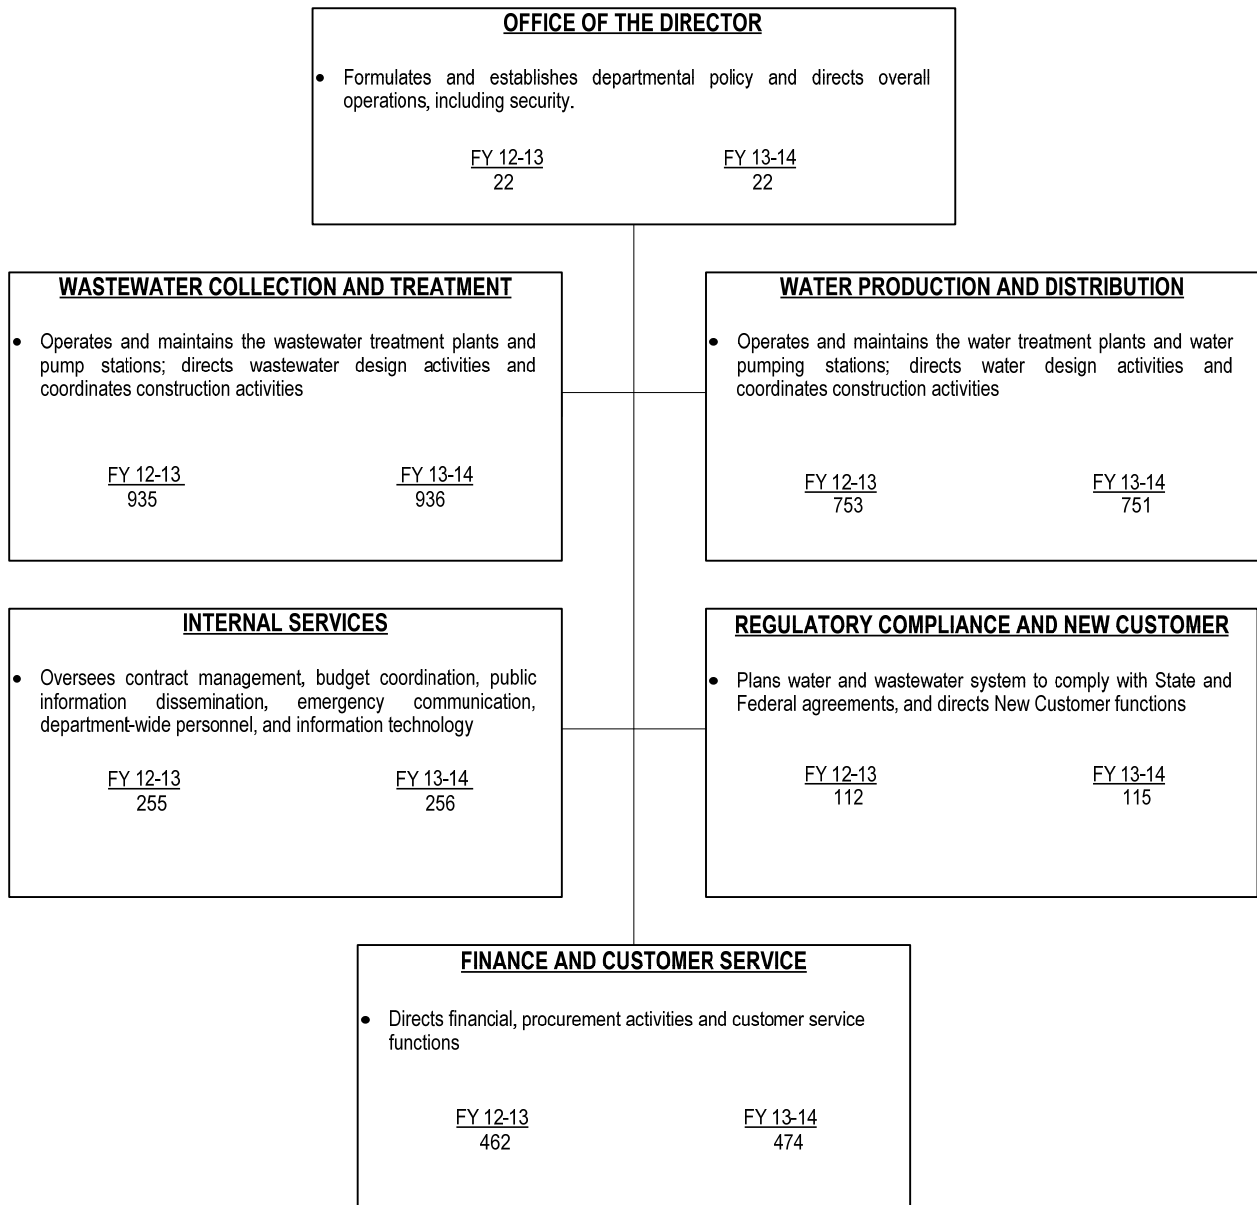 OFFICE OF THE DIRECTOR
• Formulates and establishes departmental policy and directs overall
operations, including security.
FY 12-13 FY 13-14
22 22
WASTEWATER COLLECTION AND TREATMENT
• Operates and maintains the wastewater treatment plants and
pump stations; directs wastewater design activities and
coordinates construction activities
FY 12-13 FY 13-14
935 936
WATER PRODUCTION AND DISTRIBUTION
• Operates and maintains the water treatment plants and water
pumping stations; directs water design activities and
coordinates construction activities
FY 12-13 FY 13-14
753 751
INTERNAL SERVICES
• Oversees contract management, budget coordination, public
information dissemination, emergency communication,
department-wide personnel, and information technology
FY 12-13 FY 13-14
255 256
REGULATORY COMPLIANCE AND NEW CUSTOMER
• Plans water and wastewater system to comply with State and
Federal agreements, and directs New Customer functions
FY 12-13 FY 13-14
112 115
FINANCE AND CUSTOMER SERVICE
• Directs financial, procurement activities and customer service
functions
FY 12-13 FY 13-14
462 474